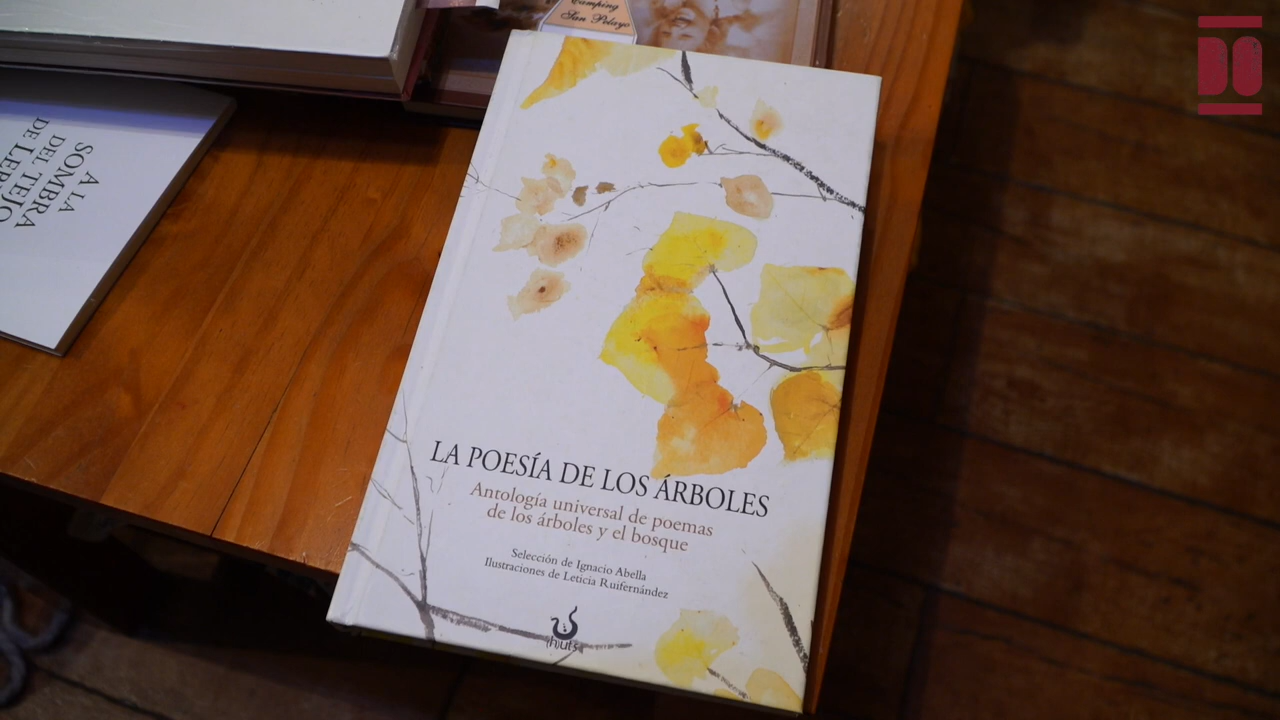 Camping
San Pelayo
DO
A LA
SOMBRA
DEL TEJO
LA POESÍA DE LOS ÁRBOLES
Antología universal de poemas
de los árboles y el bosque
Selección de Ignacio Abella
Ilustraciones de Leticia Ruifernández